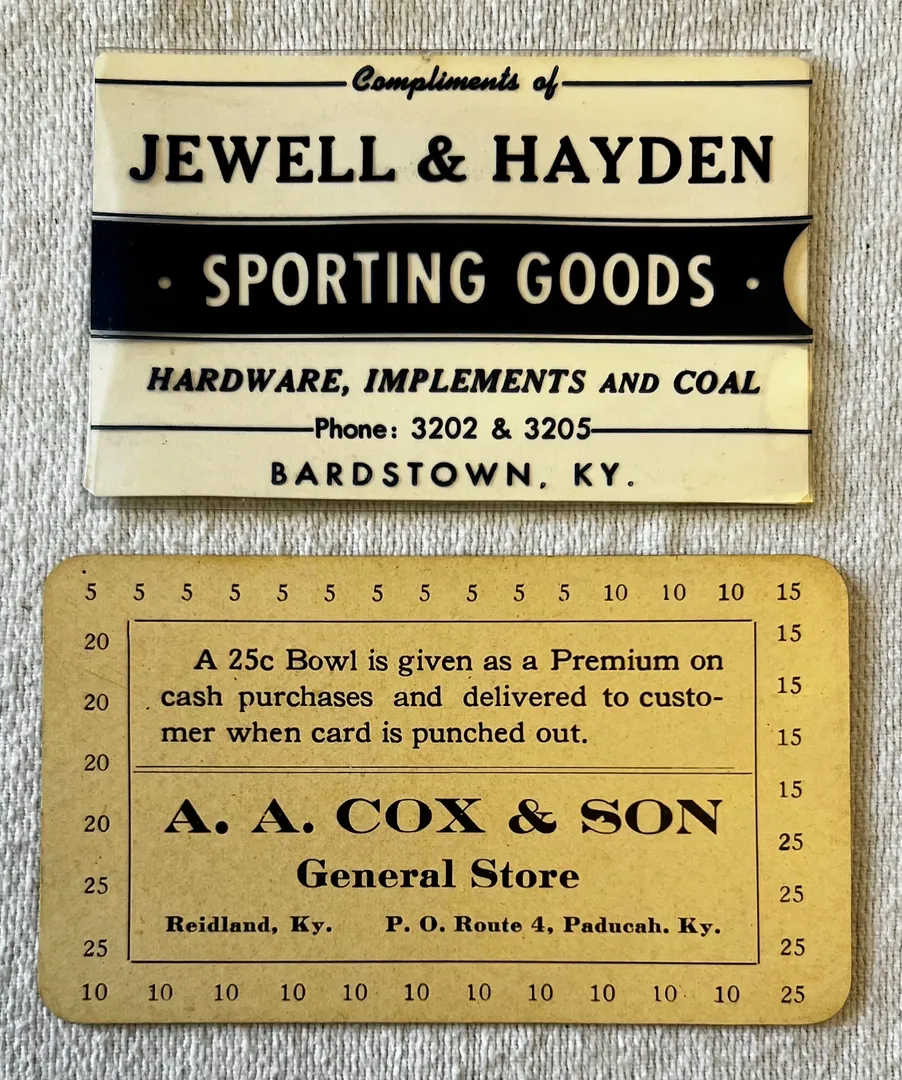 Compliments of
JEWELL & HAYDEN
· SPORTING GOODS ·
HARDWARE, IMPLEMENTS AND COAL
Phone: 3202 & 3205
BARDSTOWN, KY.
5 5 5 5 5 5 5 5 5 5 5 10 10 10 15
20 15
20 15
20 15
20 15
25 25
25 25
25
A 25c Bowl is given as a Premium on
cash purchases and delivered to custo-
mer when card is punched out.
A. A. COX & SON
General Store
Reidland, Ky. P. O. Route 4, Paducah. Ky.
10 10 10 10 10 10 10 10 10 10 10 25